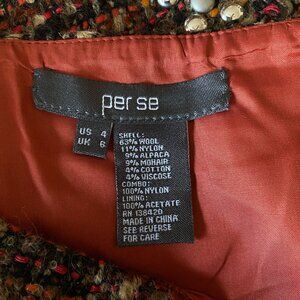 per se
US 4
UK 6
SHELL:
63% WOOL
11% NYLON
9% ALPACA
9% MOHAIR
4% COTTON
4% VISCOSE
COMBO:
100% NYLON
LINING:
100% ACETATE
RN 138420
MADE IN CHINA
SEE REVERSE
FOR CARE